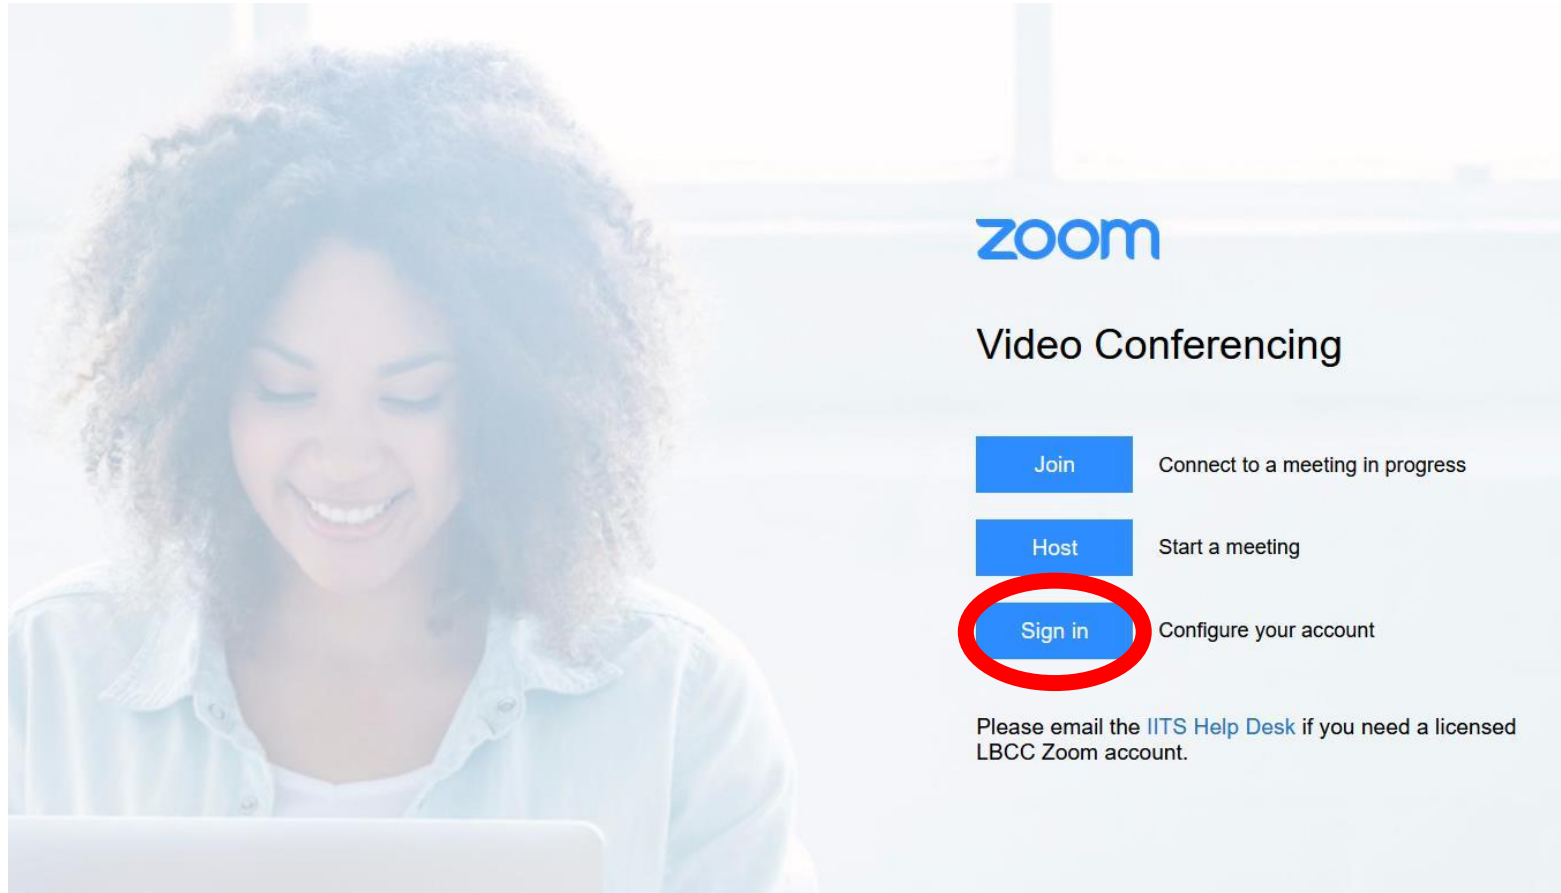 zoom
Video Conferencing
Join Connect to a meeting in progress
Host Start a meeting
Sign in Configure your account
Please email the IITS Help Desk if you need a licensed
LBCC Zoom account.